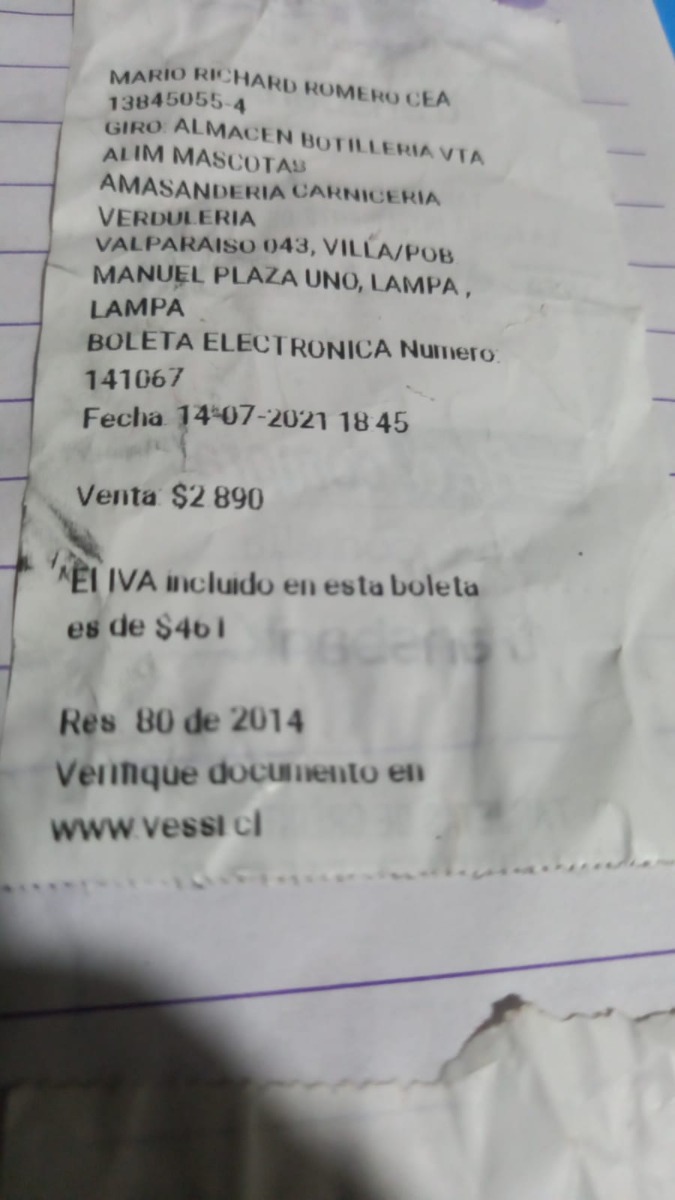 MARIO RICHARD ROMERO CEA
13845055-4
GIRO: ALMACEN BOTILLERIA VTA
ALIM MASCOTAS
AMASANDERIA CARNICERIA
VERDULERIA
VALPARAISO 043, VILLA/POB
MANUEL PLAZA UNO, LAMPA ,
LAMPA
BOLETA ELECTRONICA Numero:
141067
Fecha: 14-07-2021 18:45
Venta: $2.890
El IVA incluido en esta boleta
es de $461
Res. 80 de 2014
Verifique documento en
www.vessi.cl